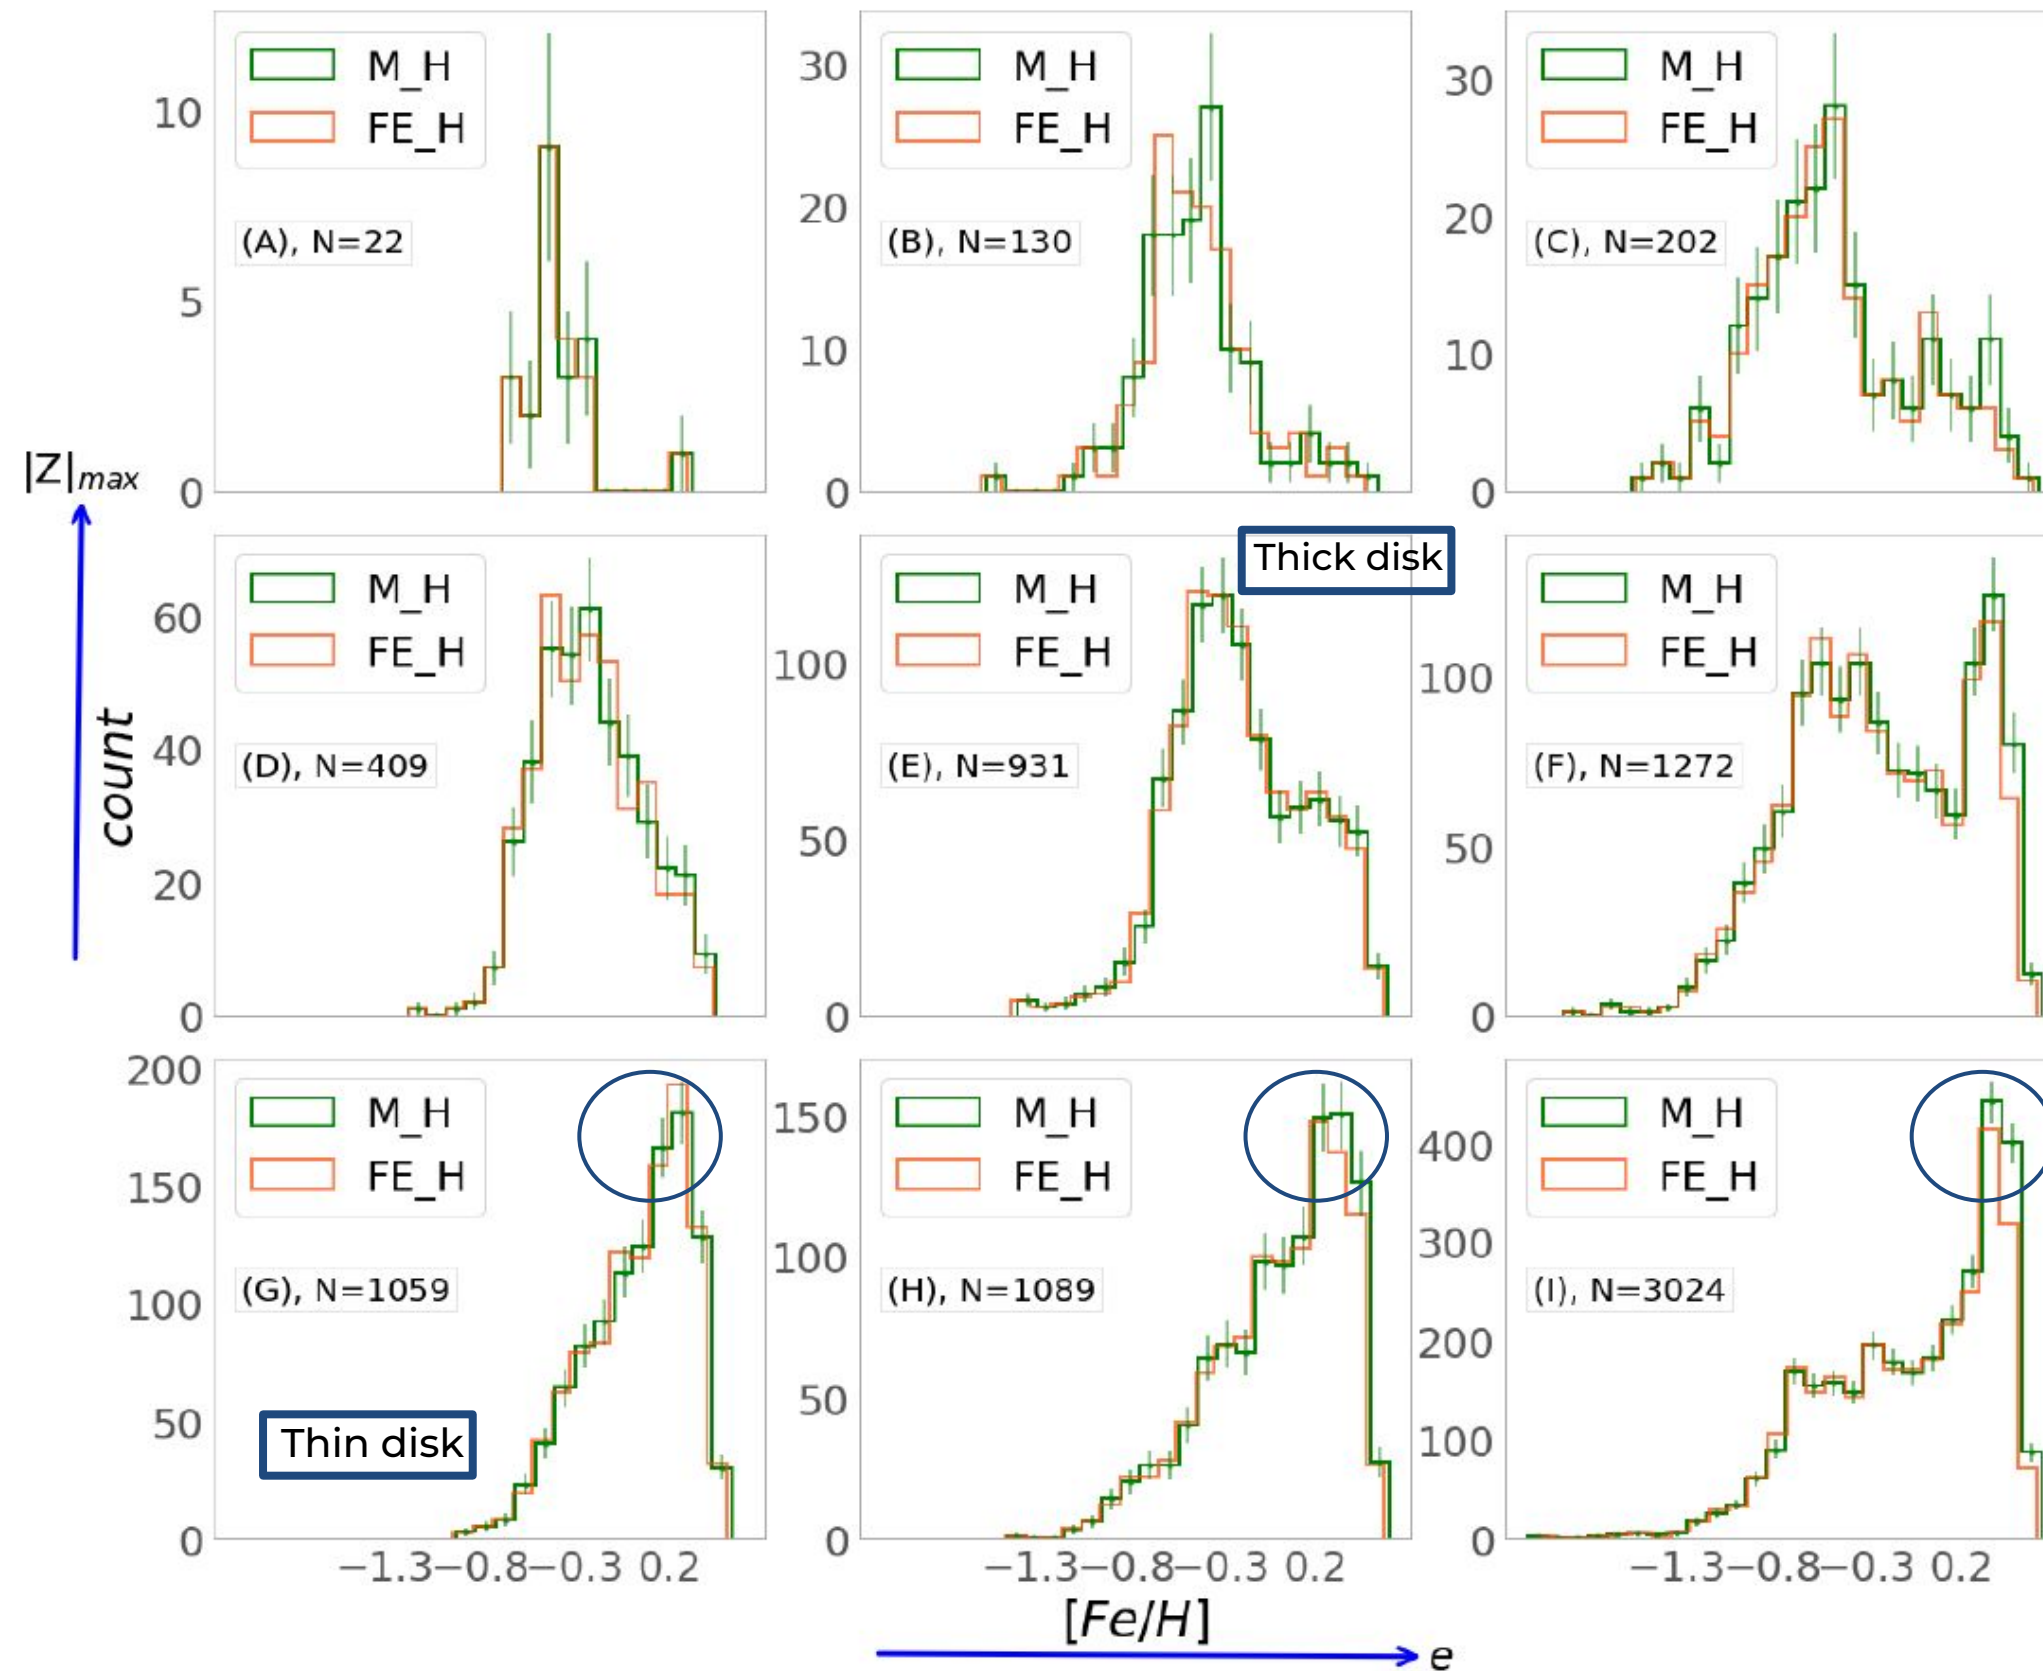 M_H
FE_H
(A), N=22
10
5
0
M_H
FE_H
(B), N=130
30
20
10
0
M_H
FE_H
(C), N=202
30
20
10
0
|Z|max
count
M_H
FE_H
(D), N=409
60
40
20
0
Thick disk
M_H
FE_H
(E), N=931
100
50
0
M_H
FE_H
(F), N=1272
100
50
0
M_H
FE_H
(G), N=1059
Thin disk
200
150
100
50
0
−1.3−0.8−0.3 0.2
M_H
FE_H
(H), N=1089
150
100
50
0
−1.3−0.8−0.3 0.2
M_H
FE_H
(I), N=3024
400
300
200
100
0
−1.3−0.8−0.3 0.2
[Fe/H]
e